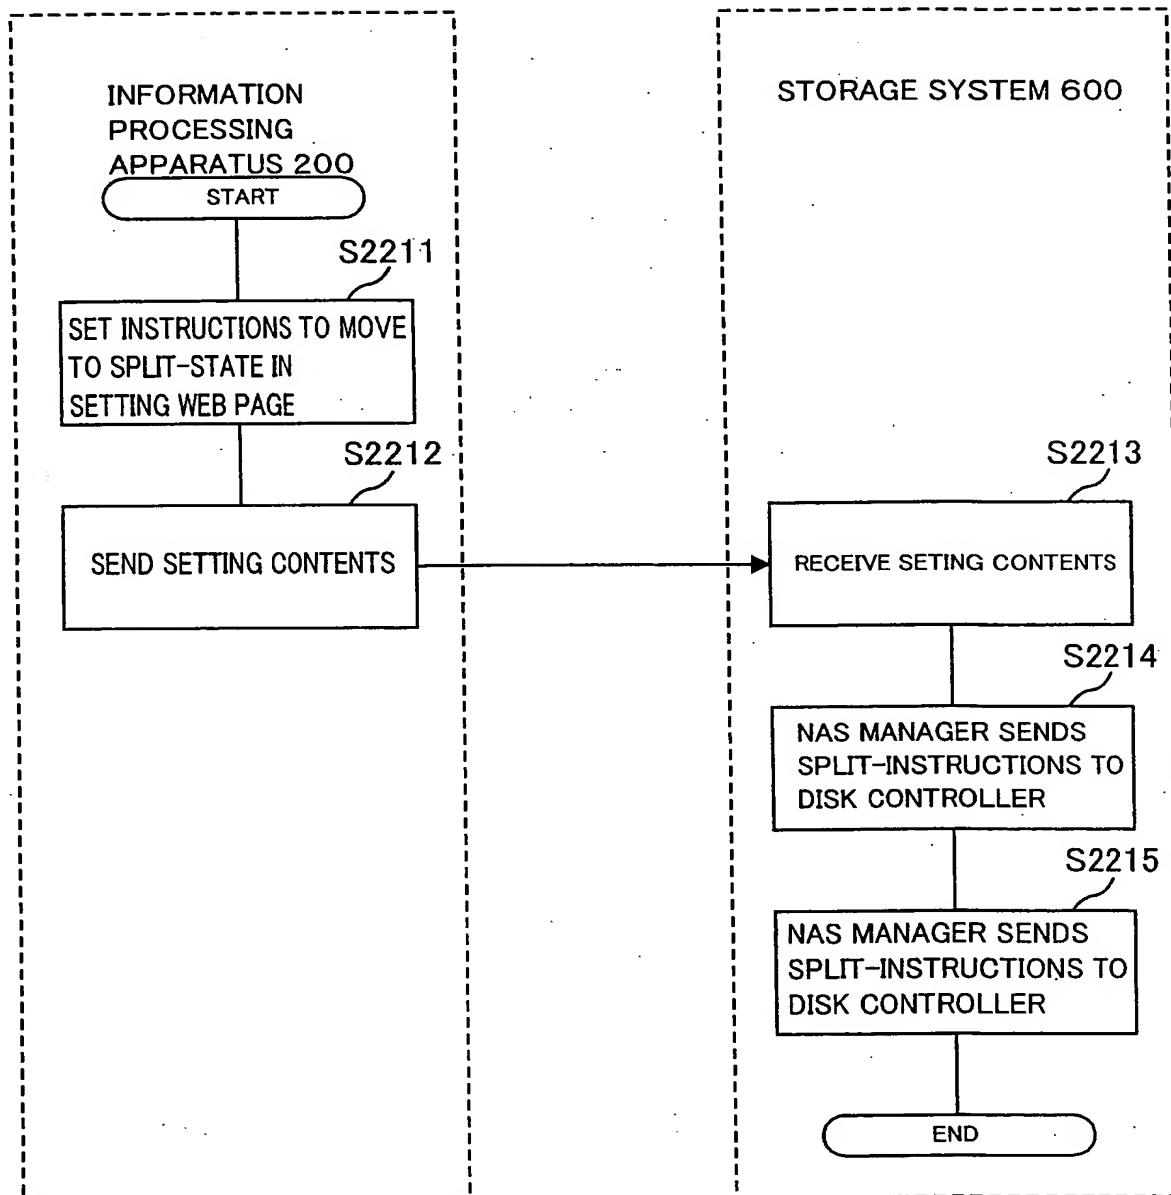 INFORMATION
PROCESSING
APPARATUS 200
START
S2211
SET INSTRUCTIONS TO MOVE
TO SPLIT-STATE IN
SETTING WEB PAGE
S2212
SEND SETTING CONTENTS
STORAGE SYSTEM 600
S2213
RECEIVE SETING CONTENTS
S2214
NAS MANAGER SENDS
SPLIT-INSTRUCTIONS TO
DISK CONTROLLER
S2215
NAS MANAGER SENDS
SPLIT-INSTRUCTIONS TO
DISK CONTROLLER
END